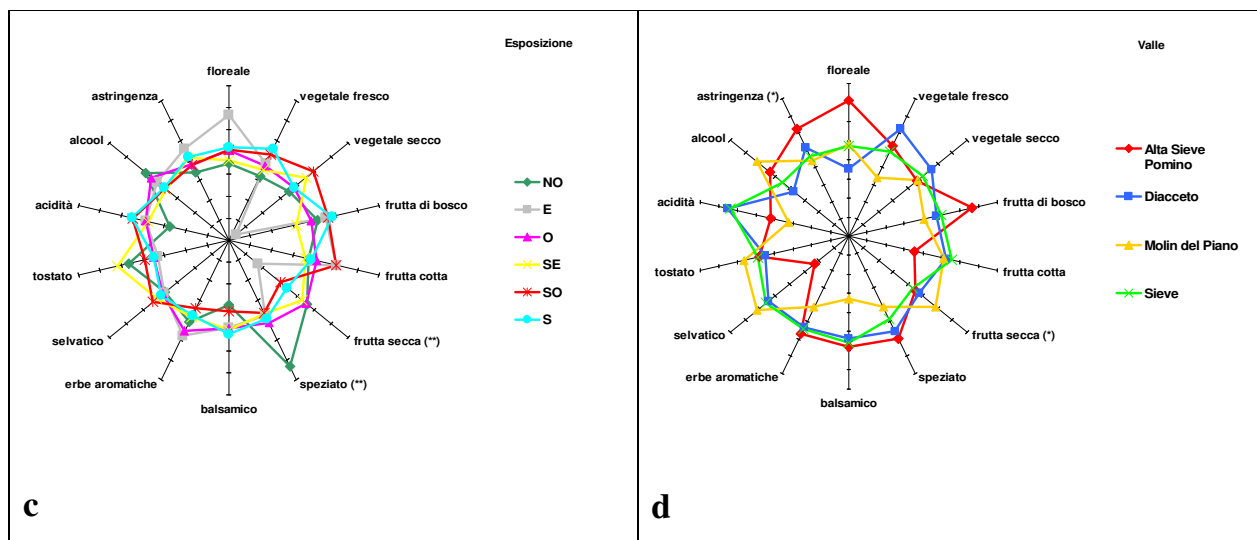 Esposizione
floreale
vegetale fresco
vegetale secco
frutta di bosco
frutta cotta
frutta secca (**)
speziato (**)
balsamico
erbe aromatiche
selvatico
tostato
acidità
alcool
astringenza
NO
E
O
SE
SO
S
c
Valle
floreale
vegetale fresco
vegetale secco
frutta di bosco
frutta cotta
frutta secca (*)
speziato
balsamico
erbe aromatiche
selvatico
tostato
acidità
alcool
astringenza (*)
Alta Sieve
Pomino
Diacceto
Molin del Piano
Sieve
d